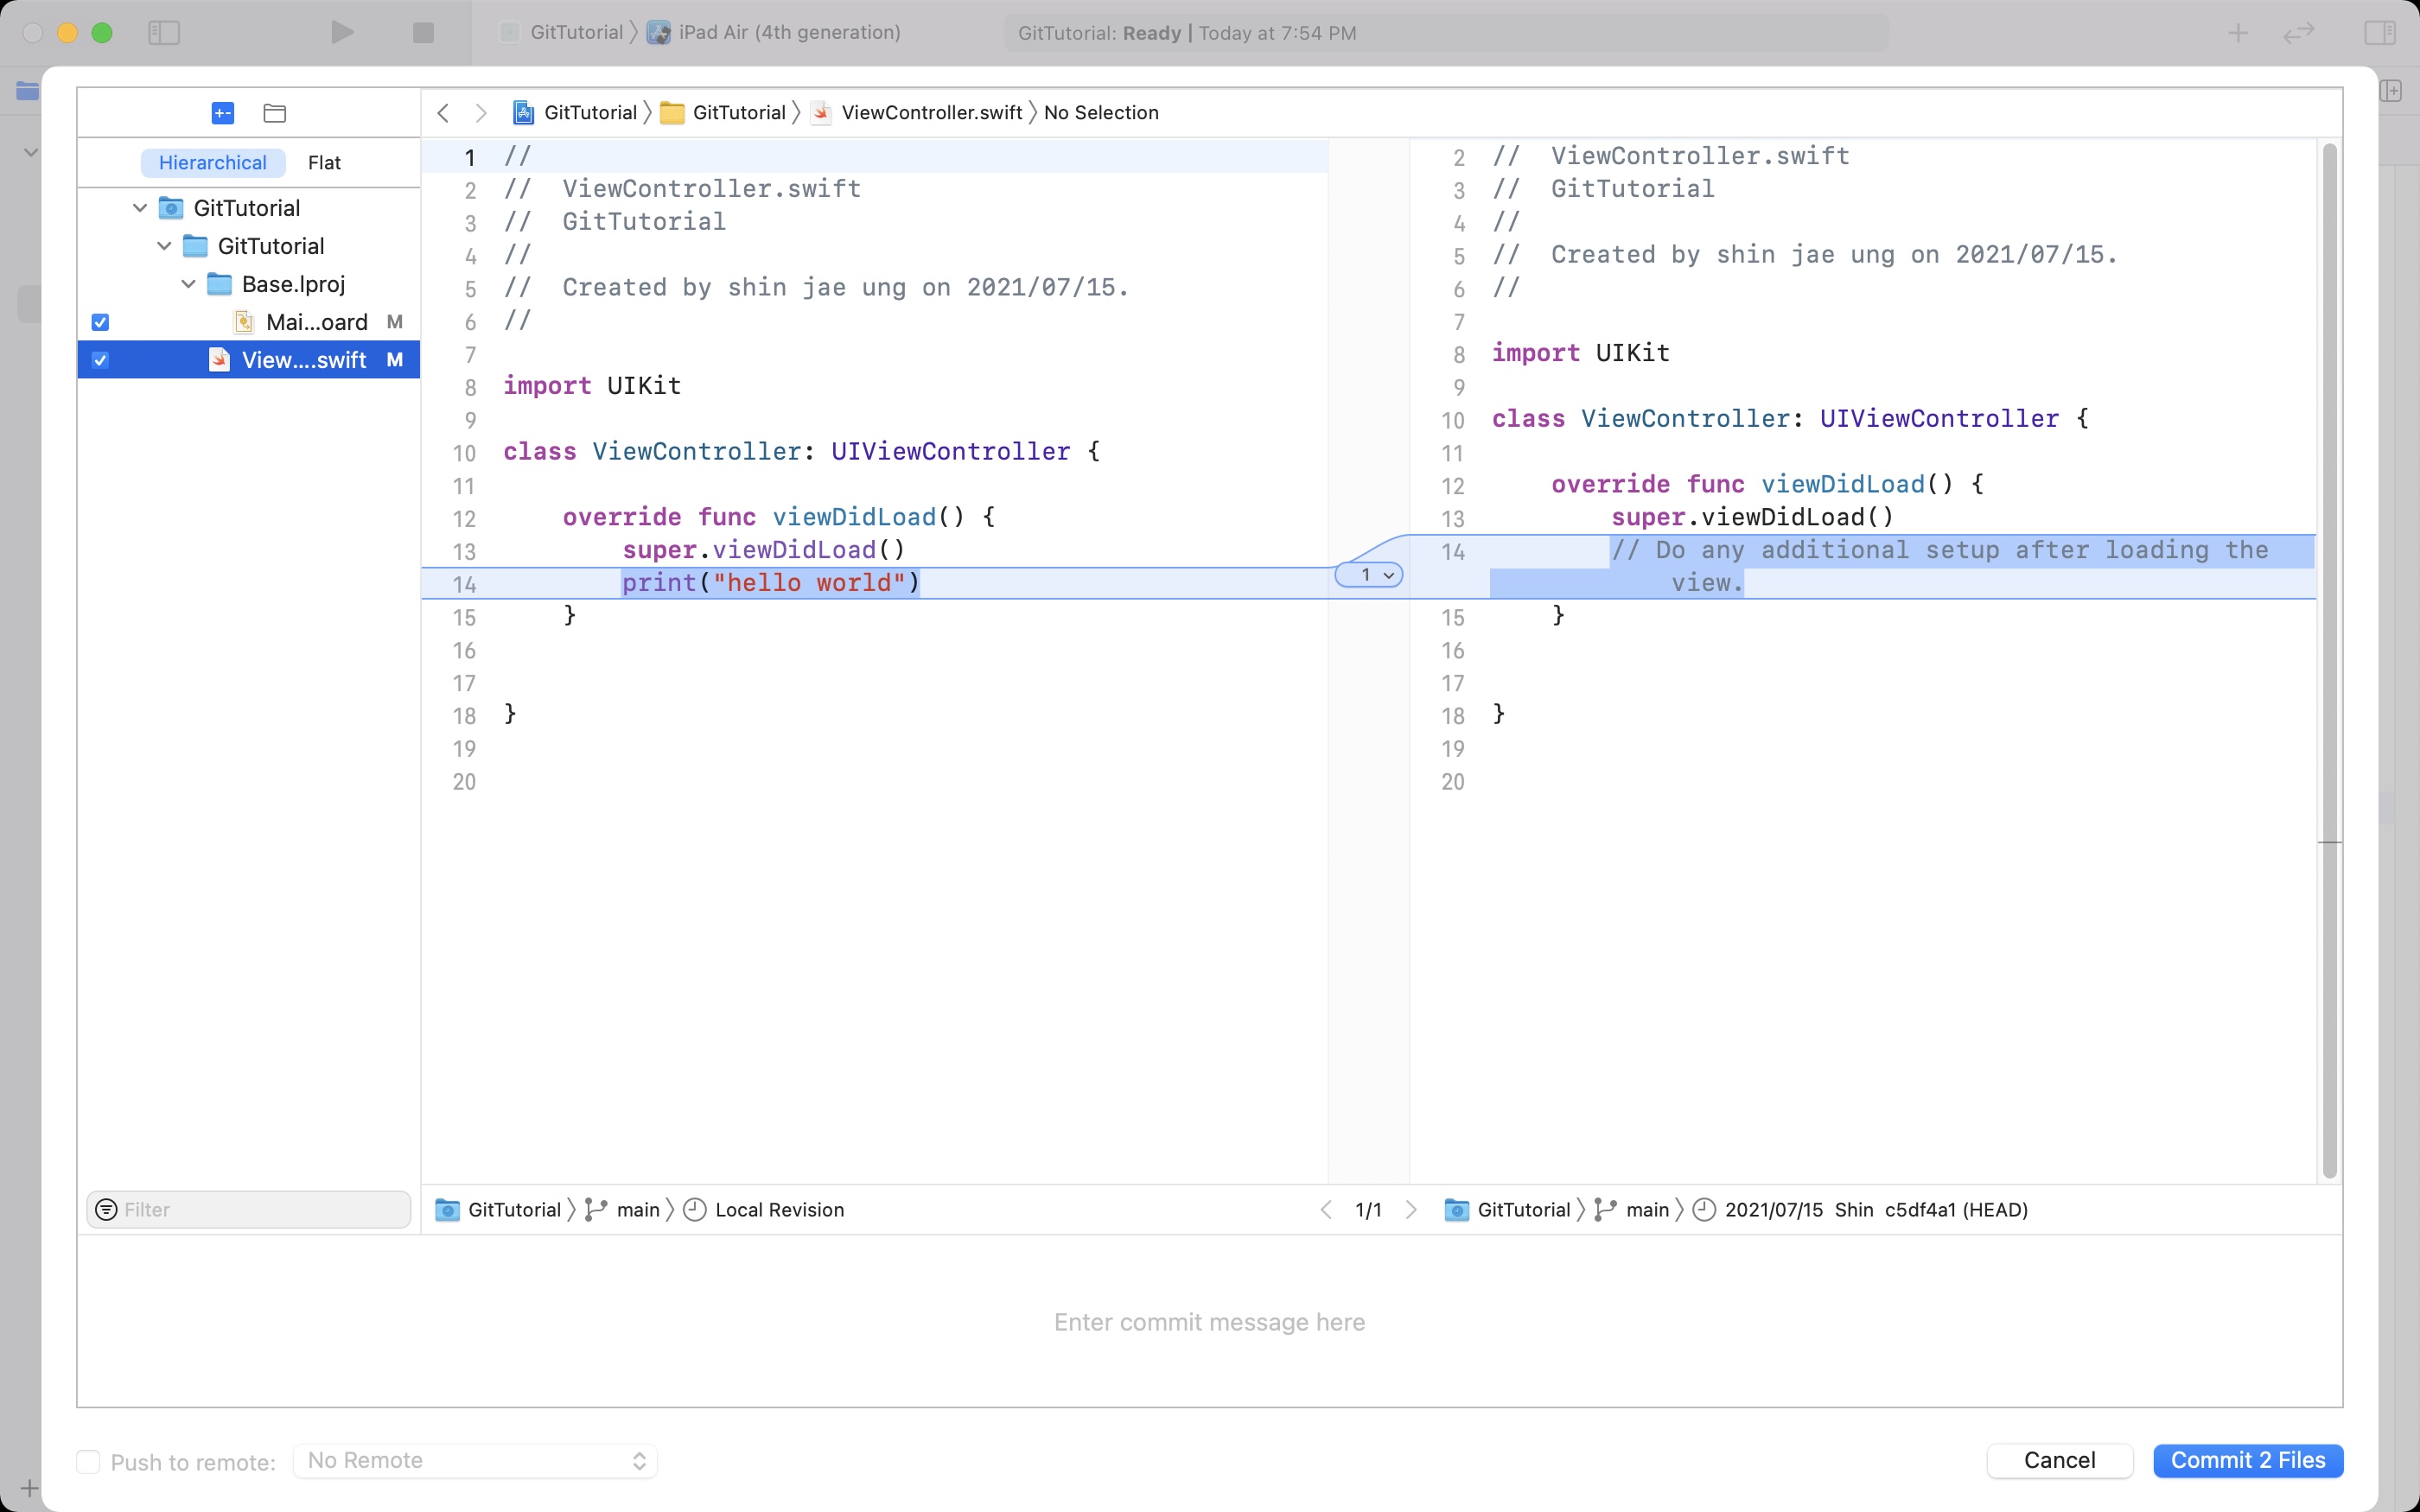 GitTutorial iPad Air (4th generation) GitTutorial: Ready | Today at 7:54 PM
GitTutorial GitTutorial ViewController.swift No Selection
Hierarchical Flat
GitTutorial
GitTutorial
Base.lproj
Mai...oard M
View....swift M
Filter
1 //
2 //  ViewController.swift
3 //  GitTutorial
4 //
5 //  Created by shin jae ung on 2021/07/15.
6 //
7
8 import UIKit
9
10 class ViewController: UIViewController {
11
12     override func viewDidLoad() {
13         super.viewDidLoad()
14         print("hello world")
15     }
16
17
18 }
19
20
1
2 //  ViewController.swift
3 //  GitTutorial
4 //
5 //  Created by shin jae ung on 2021/07/15.
6 //
7
8 import UIKit
9
10 class ViewController: UIViewController {
11
12     override func viewDidLoad() {
13         super.viewDidLoad()
14         // Do any additional setup after loading the
view.
15     }
16
17
18 }
19
20
GitTutorial main Local Revision 1/1 GitTutorial main 2021/07/15 Shin c5df4a1 (HEAD)
Enter commit message here
Push to remote: No Remote Cancel Commit 2 Files